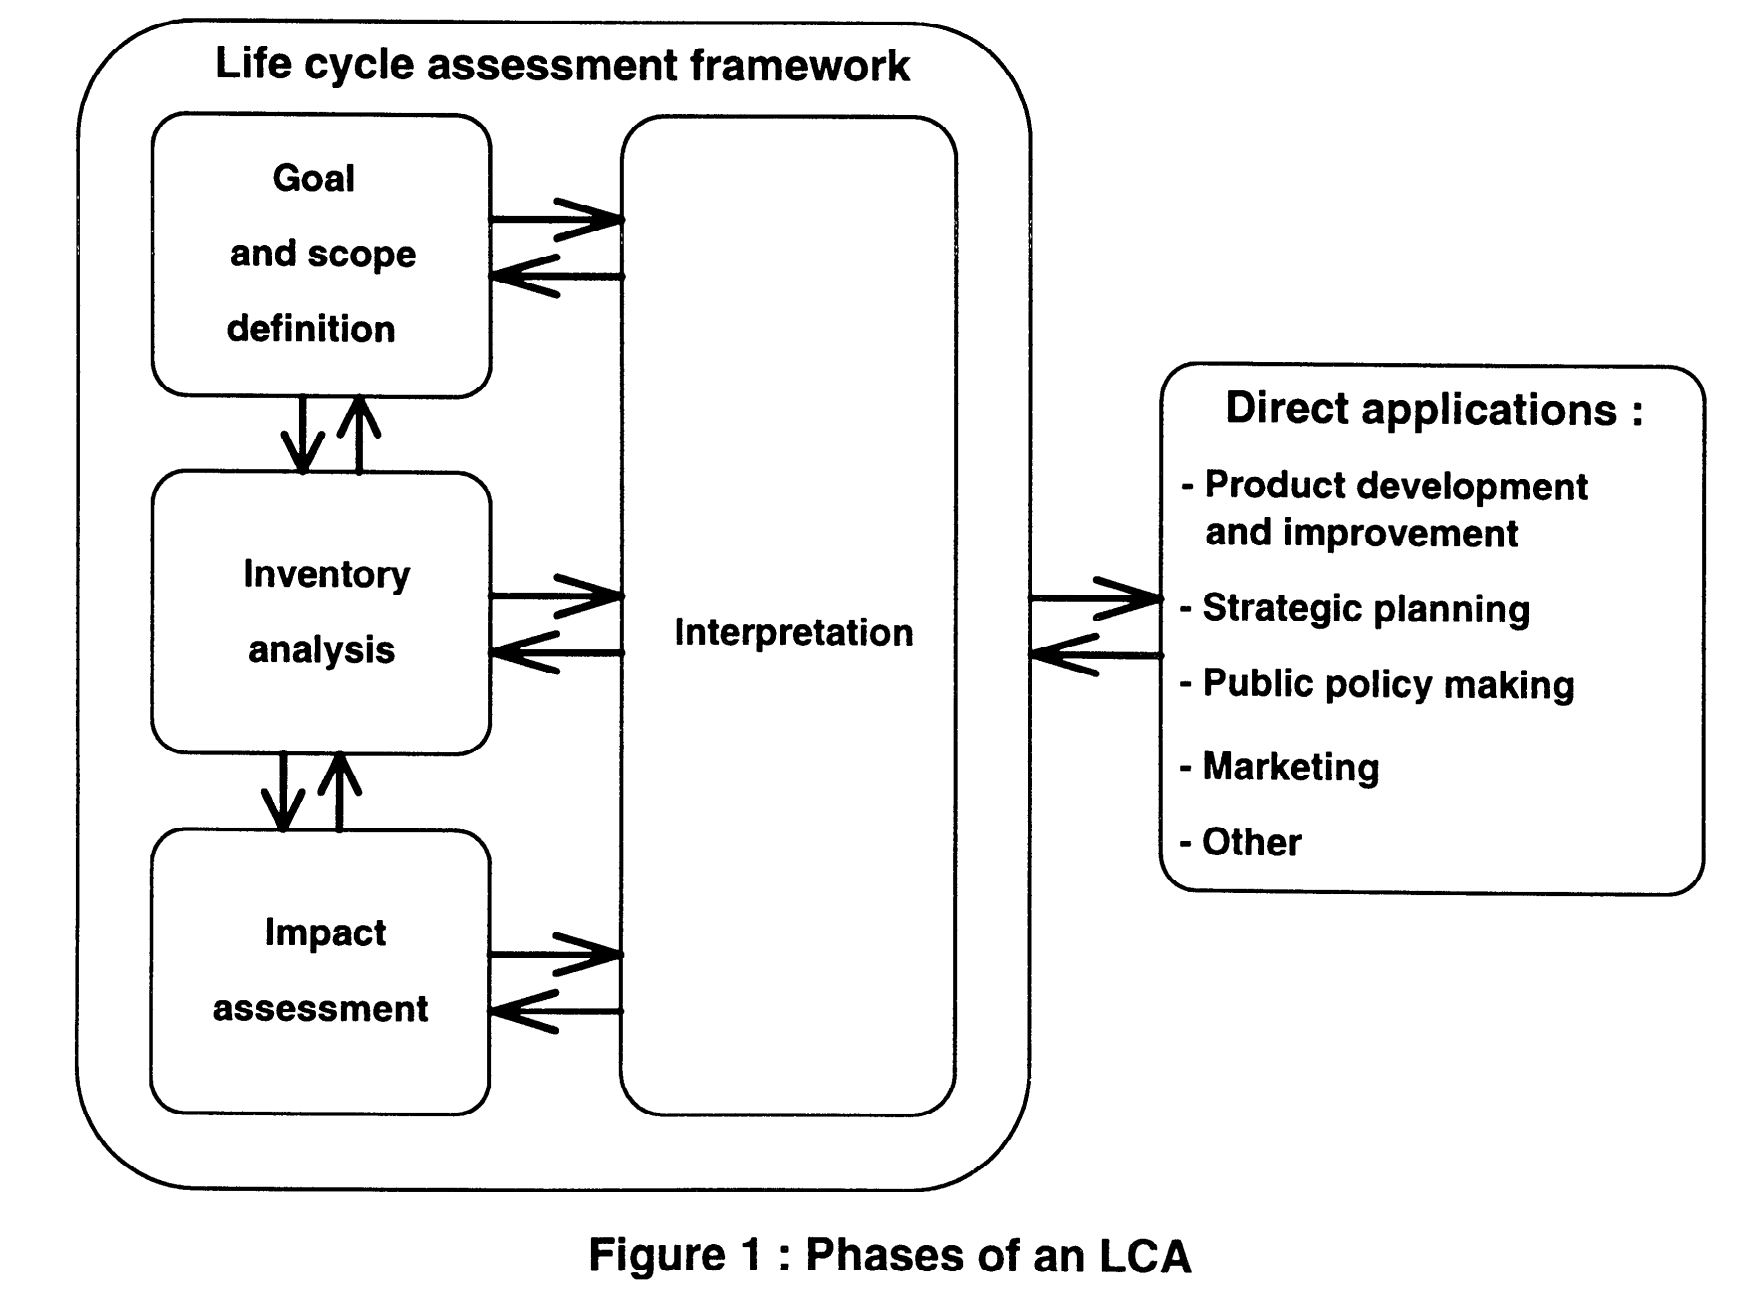 Life cycle assessment framework
Goal
and scope
definition
Inventory
analysis
Impact
assessment
Interpretation
Direct applications :
- Product development
and improvement
- Strategic planning
- Public policy making
- Marketing
- Other
Figure 1 : Phases of an LCA